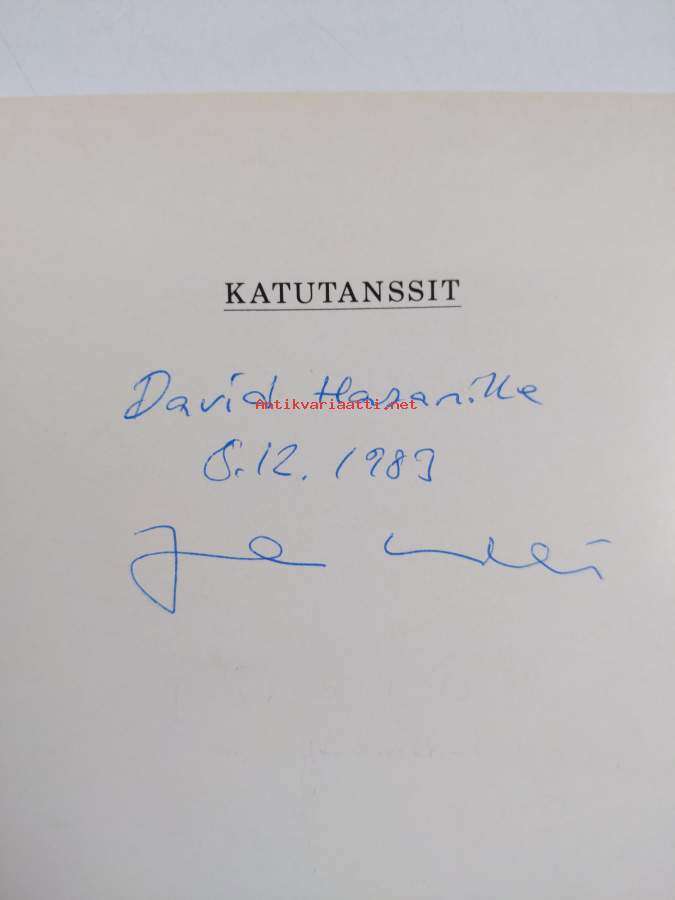 KATUTANSSIT
David Hasanille
Antikvariaatti.net
8.12. 1983